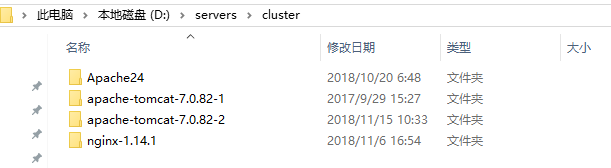 此电脑 › 本地磁盘 (D:) › servers › cluster
名称 修改日期 类型 大小
Apache24 2018/10/20 6:48 文件夹
apache-tomcat-7.0.82-1 2017/9/29 15:27 文件夹
apache-tomcat-7.0.82-2 2018/11/15 10:33 文件夹
nginx-1.14.1 2018/11/6 16:54 文件夹